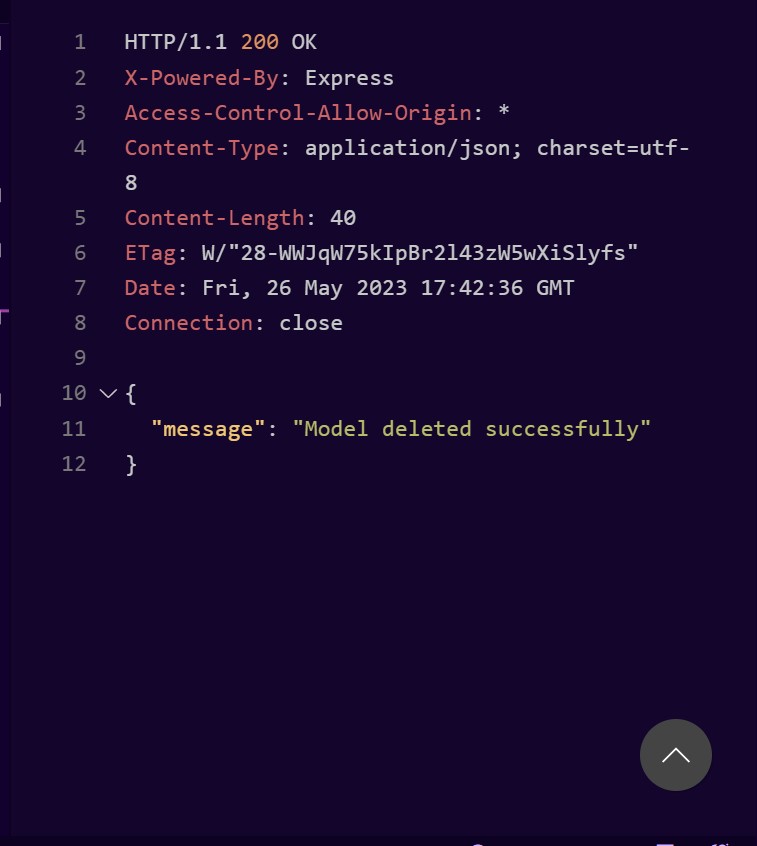 1 HTTP/1.1 200 OK
2 X-Powered-By: Express
3 Access-Control-Allow-Origin: *
4 Content-Type: application/json; charset=utf-
8
5 Content-Length: 40
6 ETag: W/"28-WWJqW75kIpBr2l43zW5wXiSlyfs"
7 Date: Fri, 26 May 2023 17:42:36 GMT
8 Connection: close
9
10 {
11 "message": "Model deleted successfully"
12 }